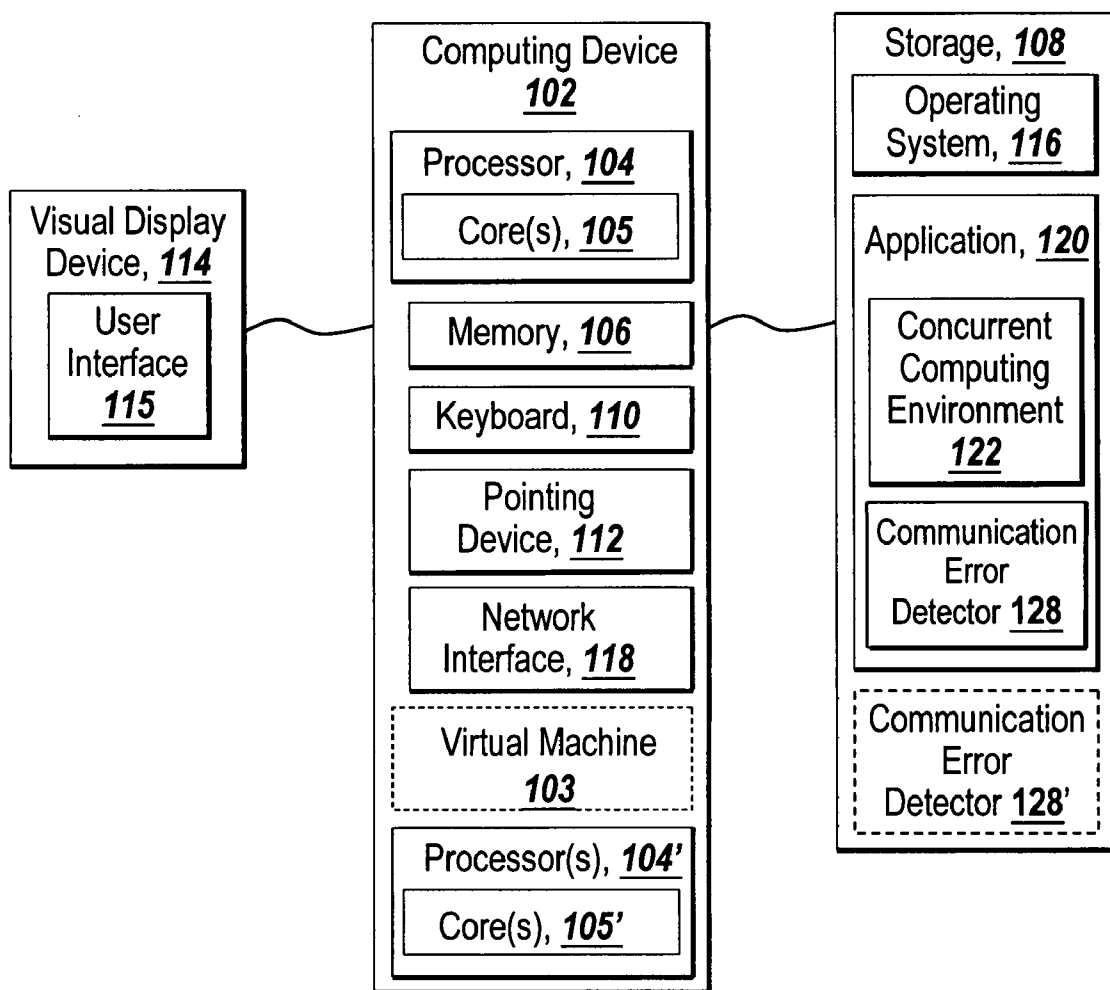 Visual Display
Device, 114
User
Interface
115
Computing Device
102
Processor, 104
Core(s), 105
Memory, 106
Keyboard, 110
Pointing
Device, 112
Network
Interface, 118
Virtual Machine
103
Processor(s), 104’
Core(s), 105’
Storage, 108
Operating
System, 116
Application, 120
Concurrent
Computing
Environment
122
Communication
Error
Detector 128
Communication
Error
Detector 128’